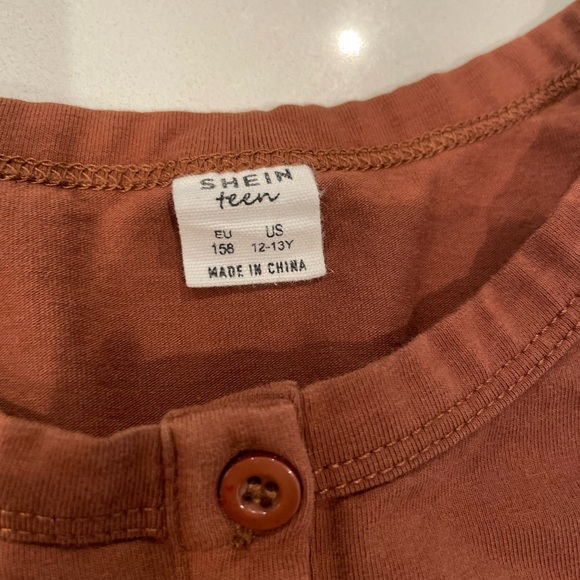 SHEIN
teen
EU US
158 12-13Y
MADE IN CHINA